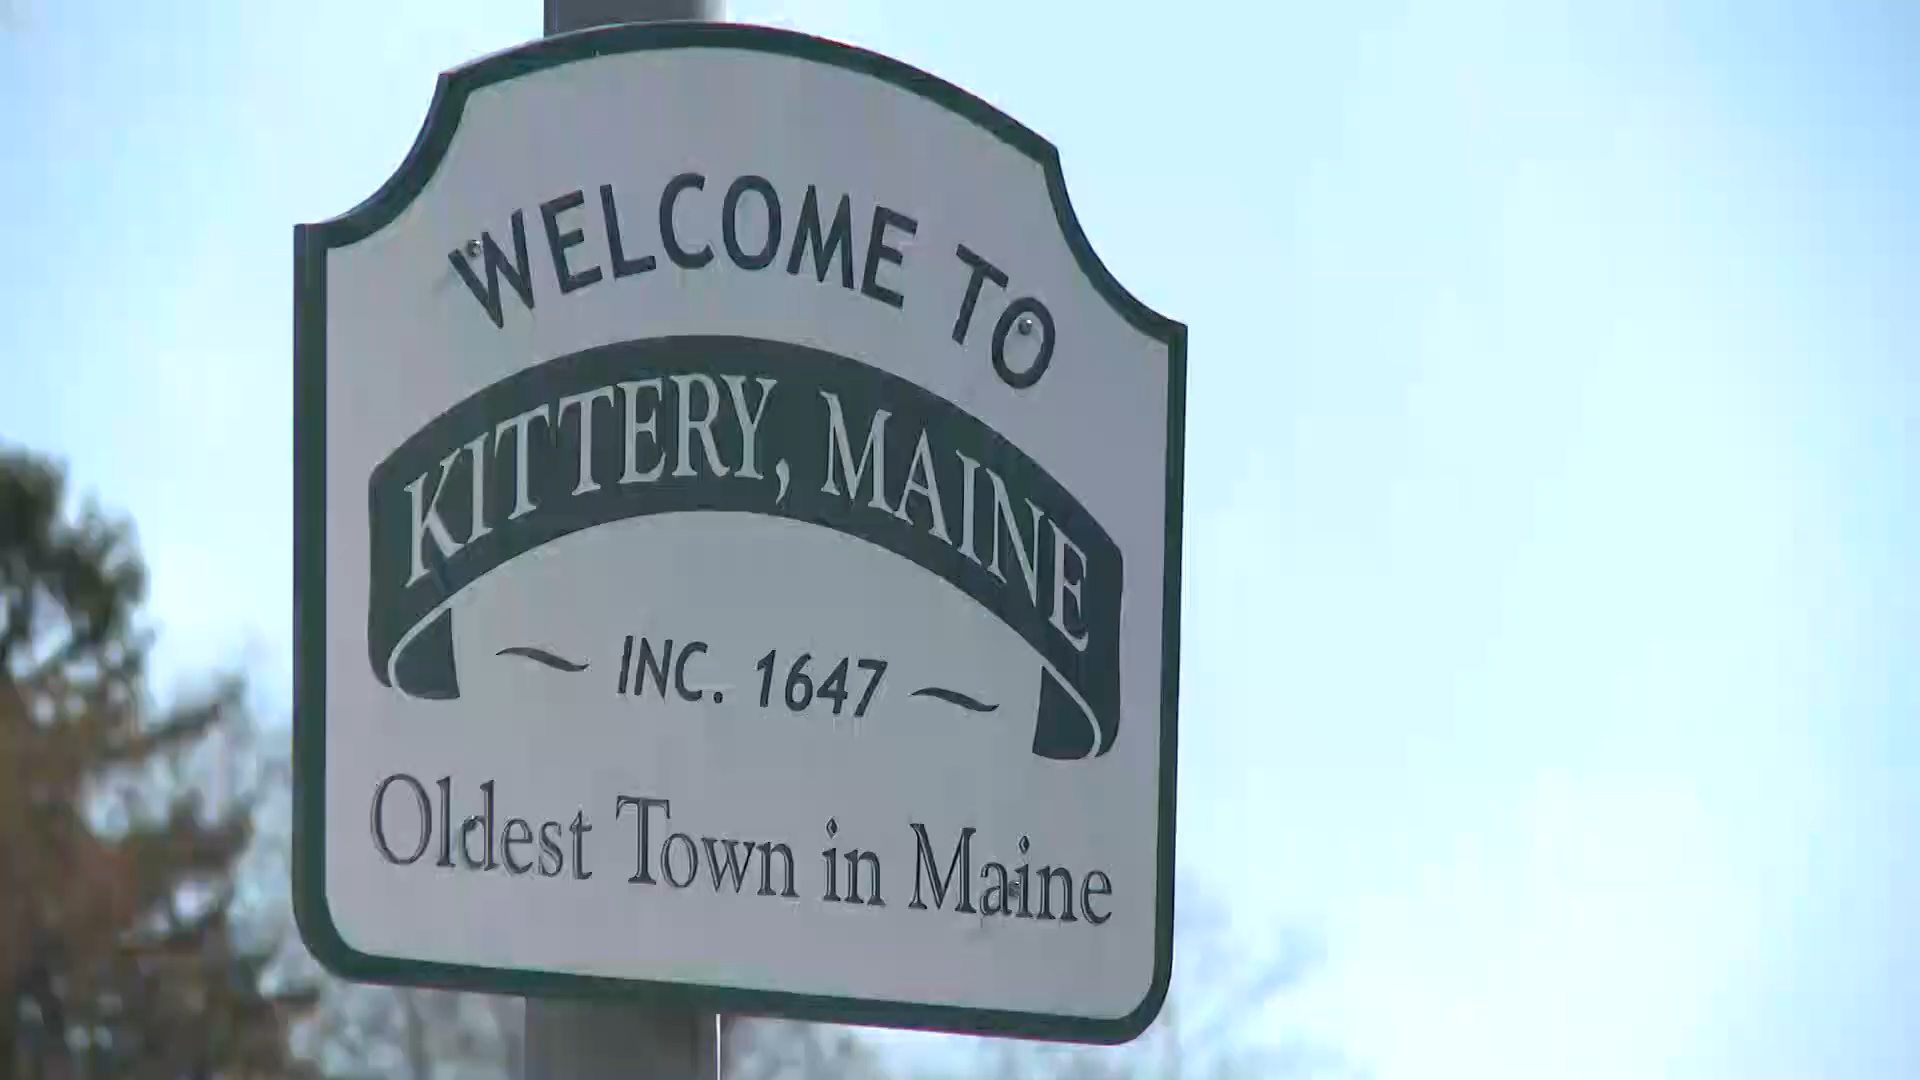 WELCOME TO
KITTERY, MAINE
~ INC. 1647 ~
Oldest Town in Maine